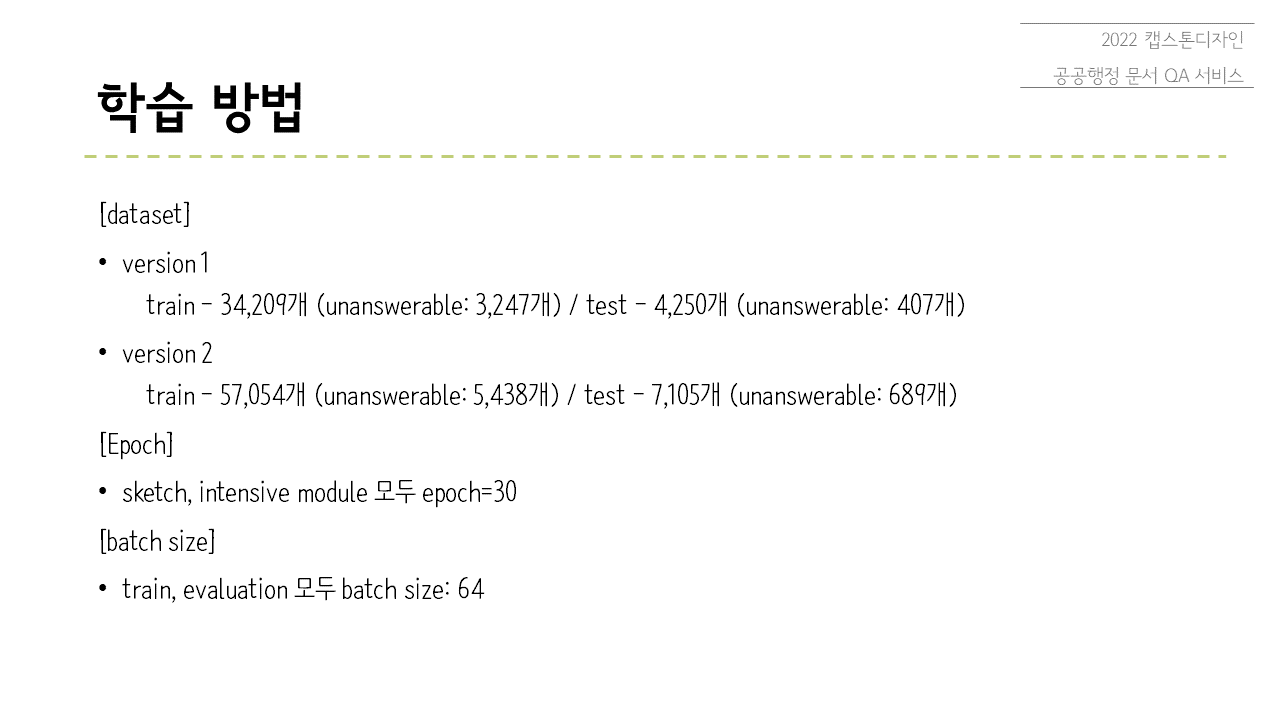 2022 캡스톤디자인
공공행정 문서 QA 서비스
학습 방법
[dataset]
• version 1
train - 34,209개 (unanswerable: 3,247개) / test - 4,250개 (unanswerable: 407개)
• version 2
train - 57,054개 (unanswerable: 5,438개) / test - 7,105개 (unanswerable: 689개)
[Epoch]
• sketch, intensive module 모두 epoch=30
[batch size]
• train, evaluation 모두 batch size: 64